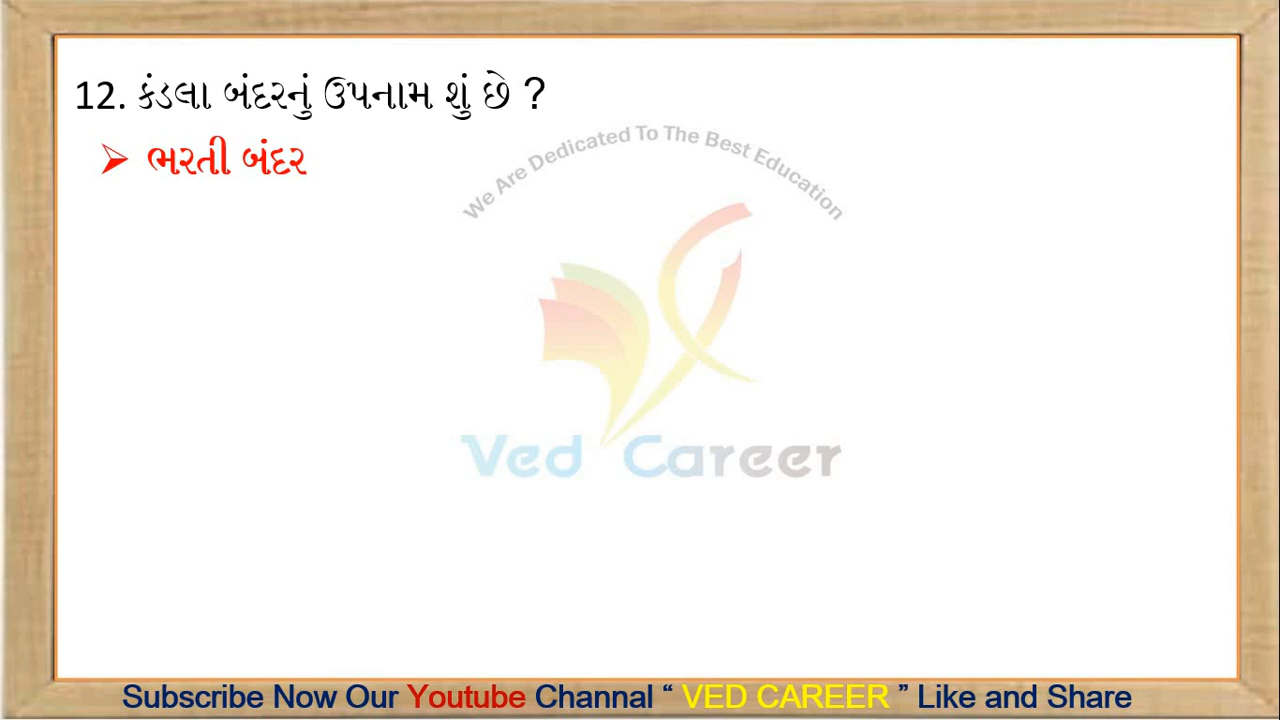 12. કંડલા બંદરનું ઉપનામ શું છે ?
➢ ભરતી બંદર
We Are Dedicated To The Best Education
Ved Career
Subscribe Now Our Youtube Channal “ VED CAREER ” Like and Share